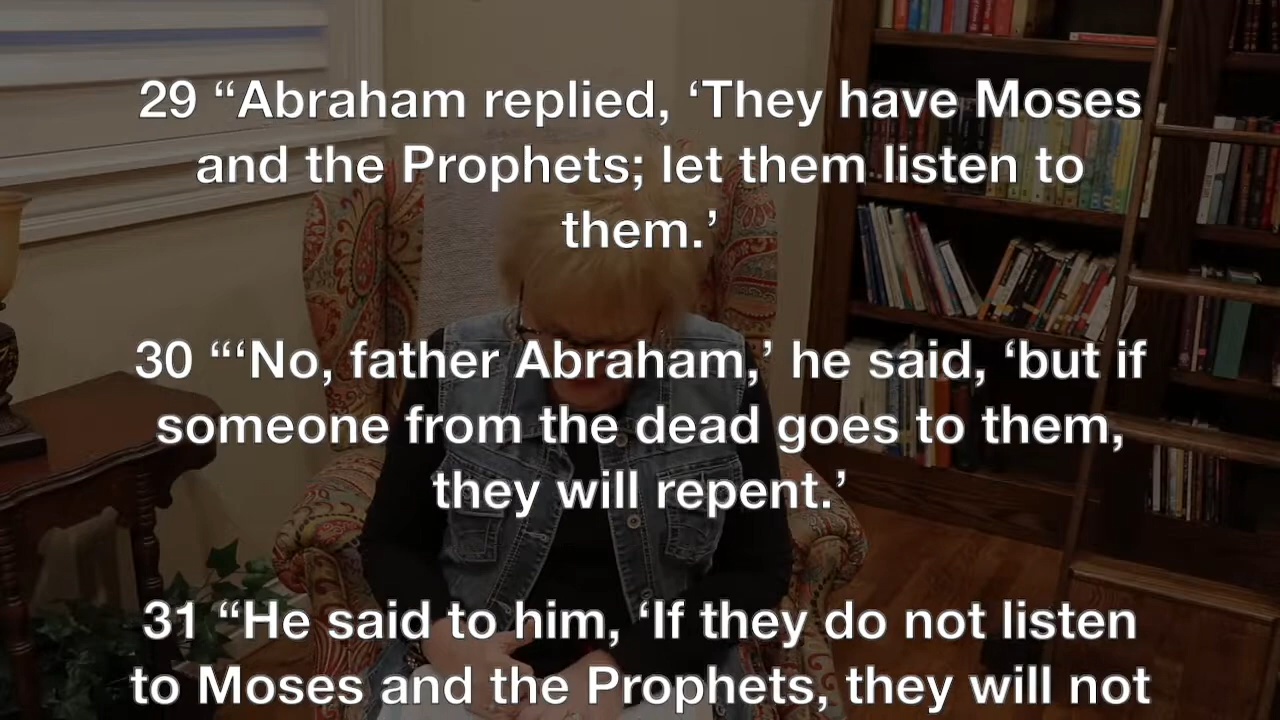 29 “Abraham replied, ‘They have Moses
and the Prophets; let them listen to
them.’
30 “‘No, father Abraham,’ he said, ‘but if
someone from the dead goes to them,
they will repent.’
31 “He said to him, ‘If they do not listen
to Moses and the Prophets, they will not